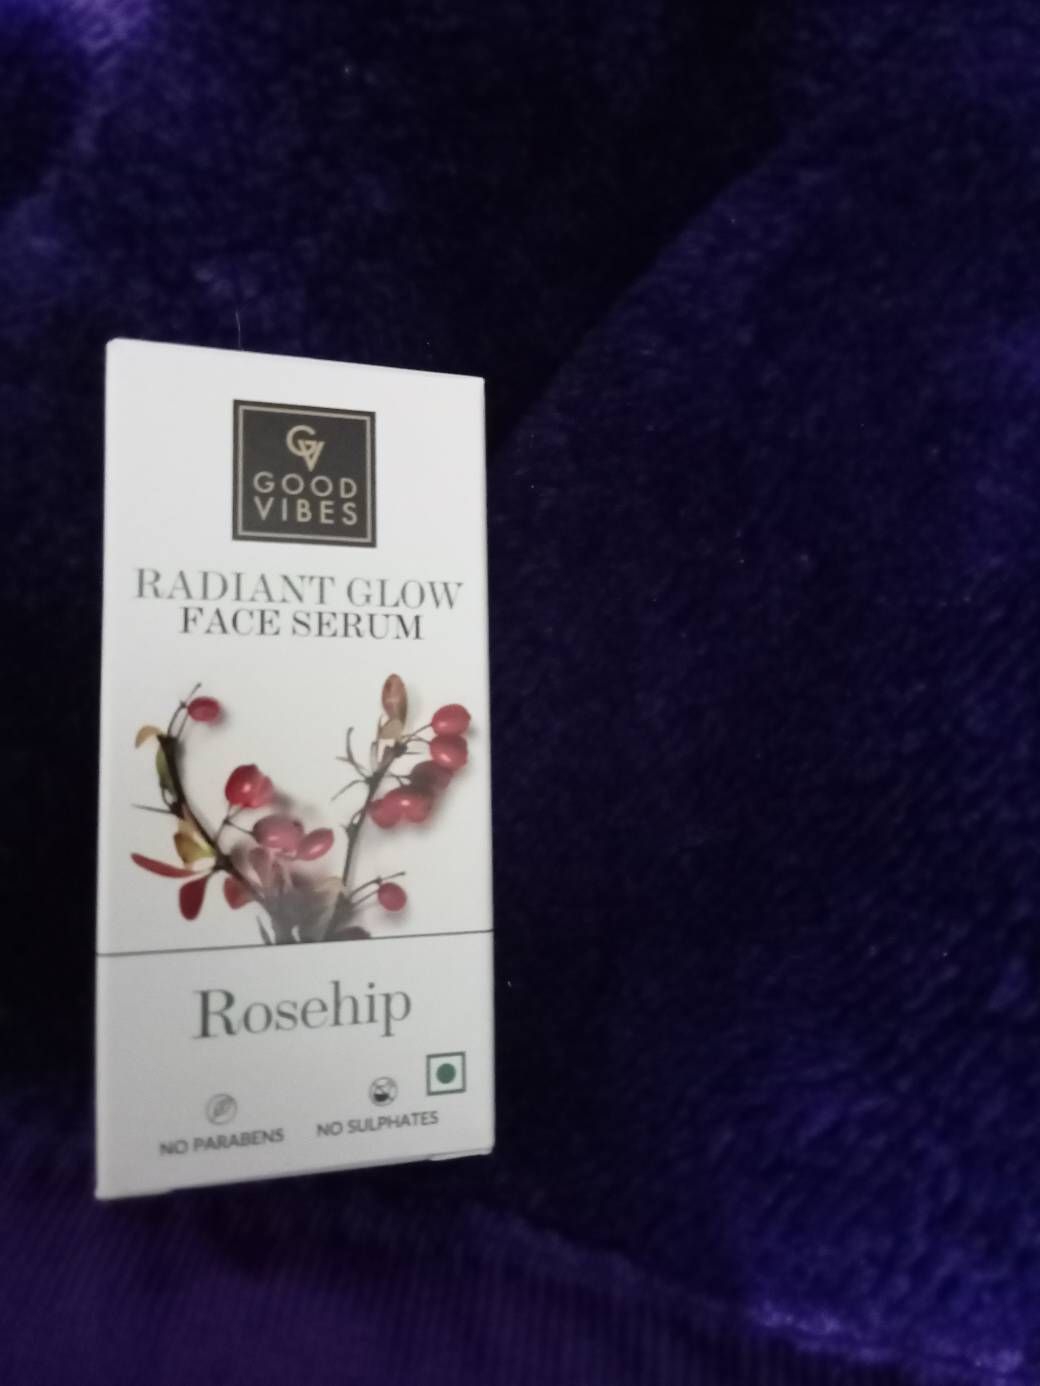 GV
GOOD
VIBES
RADIANT GLOW
FACE SERUM
Rosehip
NO PARABENS
NO SULPHATES